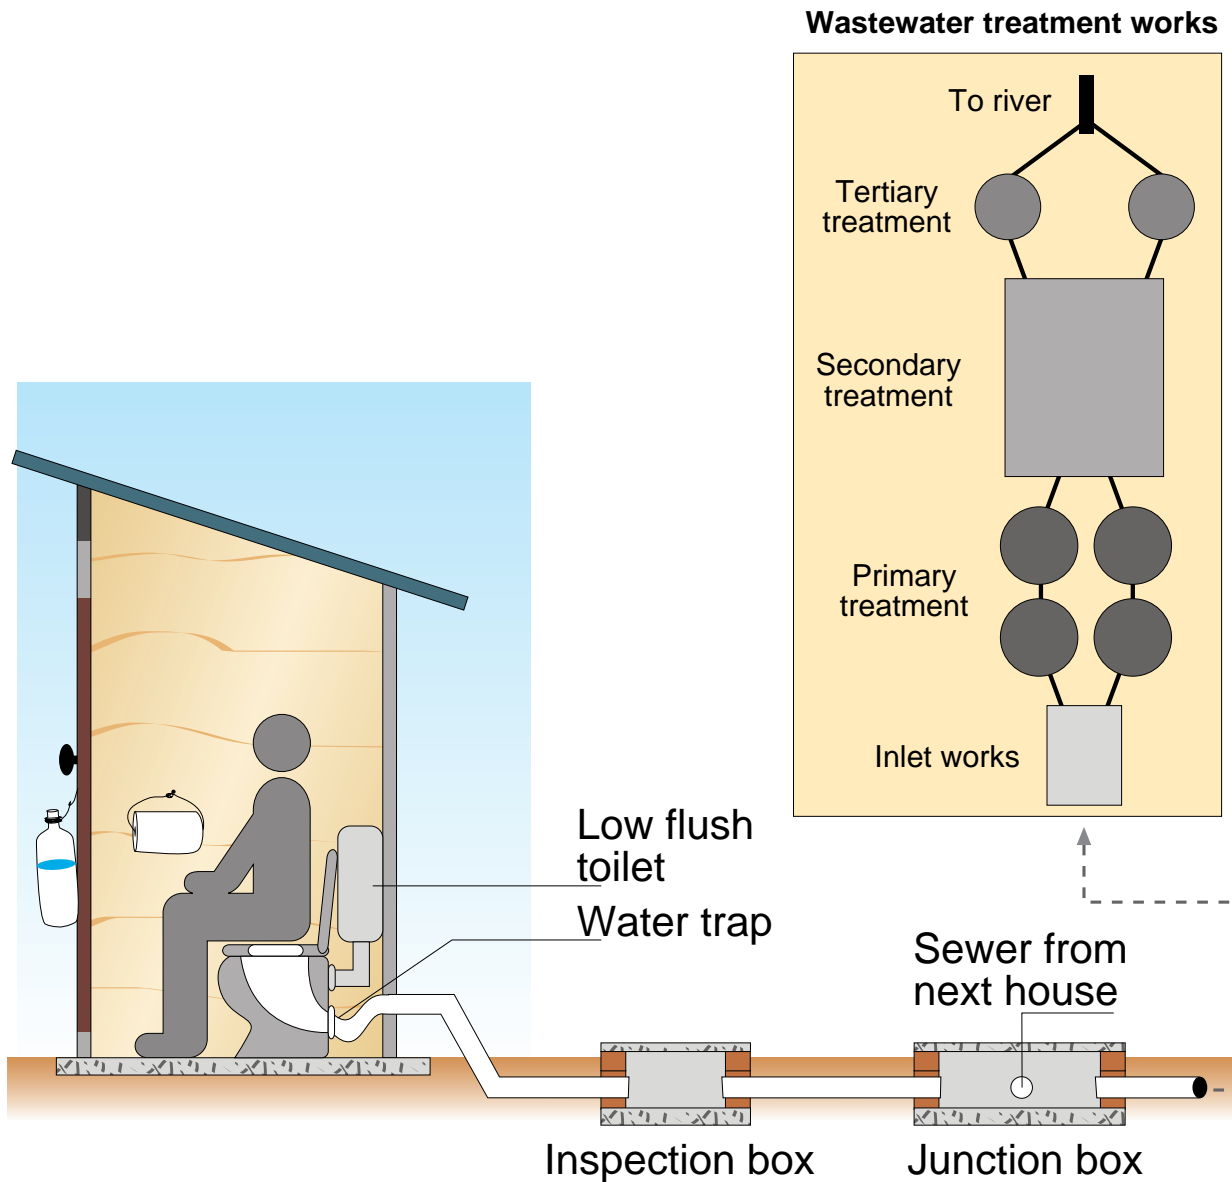 Wastewater treatment works
To river
Tertiary
treatment
Secondary
treatment
Primary
treatment
Inlet works
Low flush
toilet
Water trap
Sewer from
next house
Inspection box
Junction box